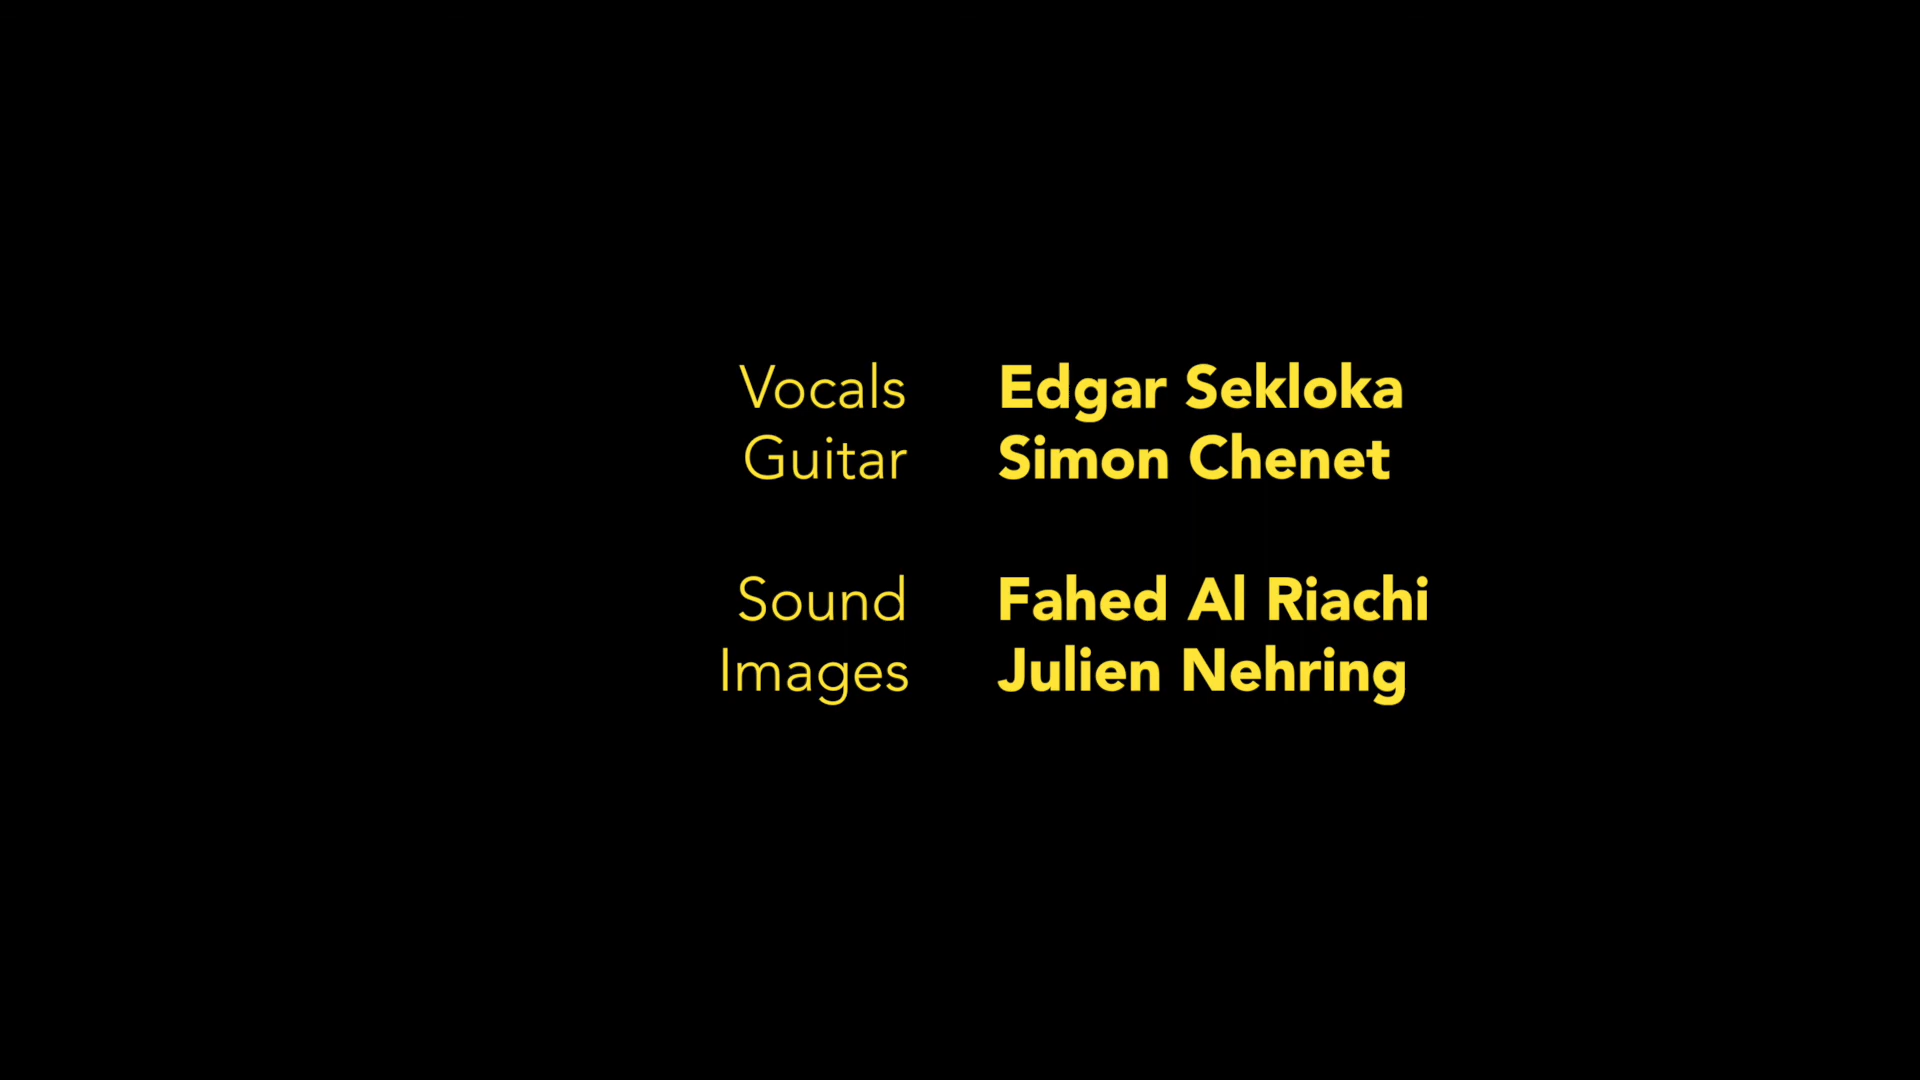 Vocals Edgar Sekloka
Guitar Simon Chenet
Sound Fahed Al Riachi
Images Julien Nehring